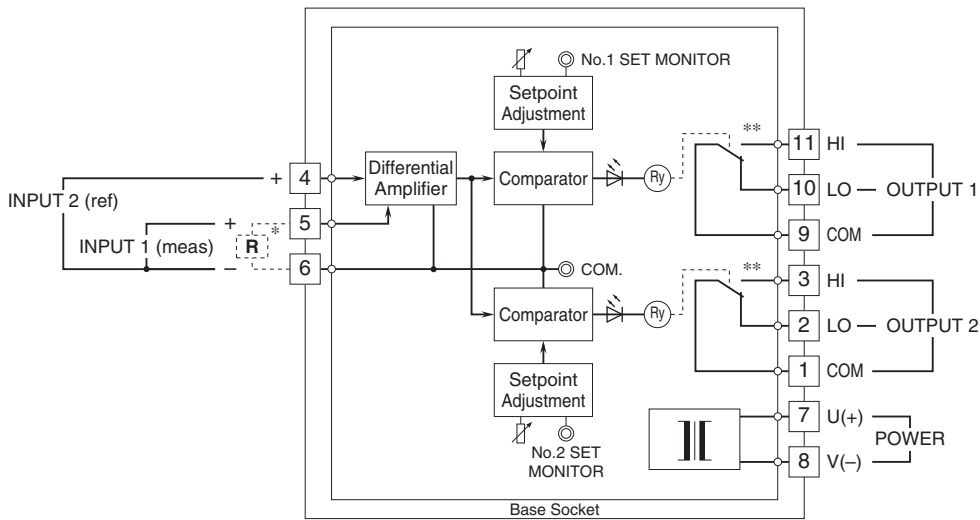 No.1 SET MONITOR
Setpoint
Adjustment
**
11 HI
4
Differential
Amplifier
Comparator
Ry
+
INPUT 2 (ref)
10 LO OUTPUT 1
+ 5
*
R
INPUT 1 (meas)
9 COM
– 6
COM.
**
3 HI
Comparator
Ry
2 LO OUTPUT 2
Setpoint
Adjustment
1 COM
7 U(+)
POWER
No.2 SET
MONITOR
8 V(–)
Base Socket